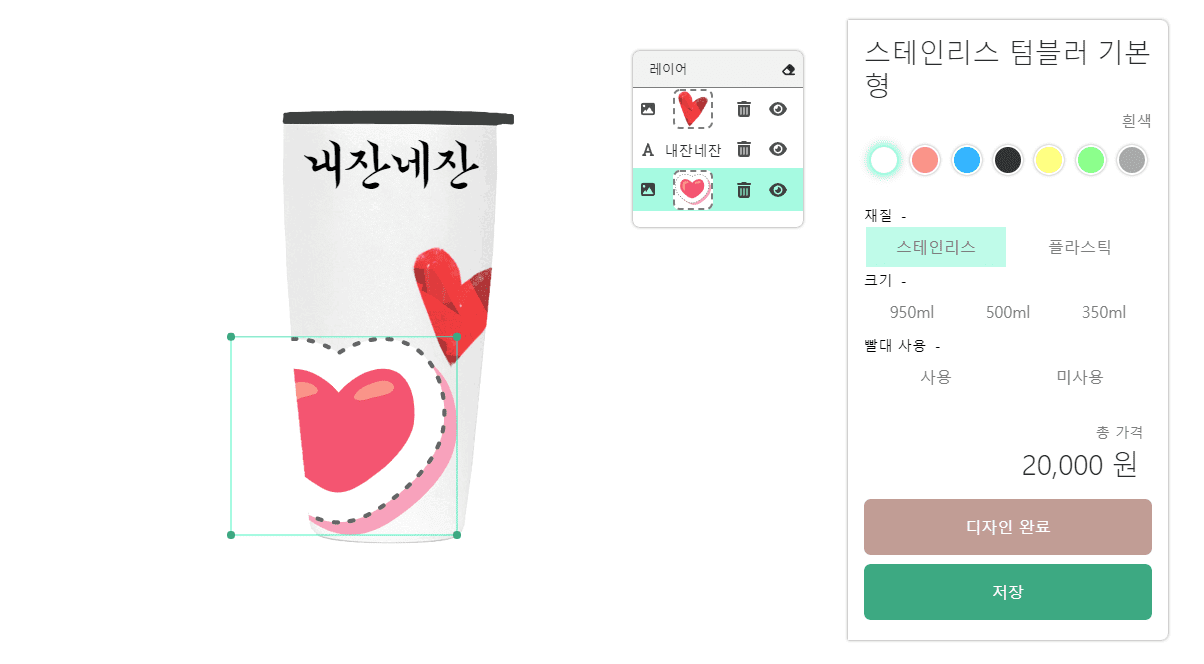 내잔네잔
레이어
내잔네잔
스테인리스 텀블러 기본
형
흰색
재질 -
스테인리스 플라스틱
크기 -
950ml 500ml 350ml
빨대 사용 -
사용 미사용
총 가격
20,000 원
디자인 완료
저장